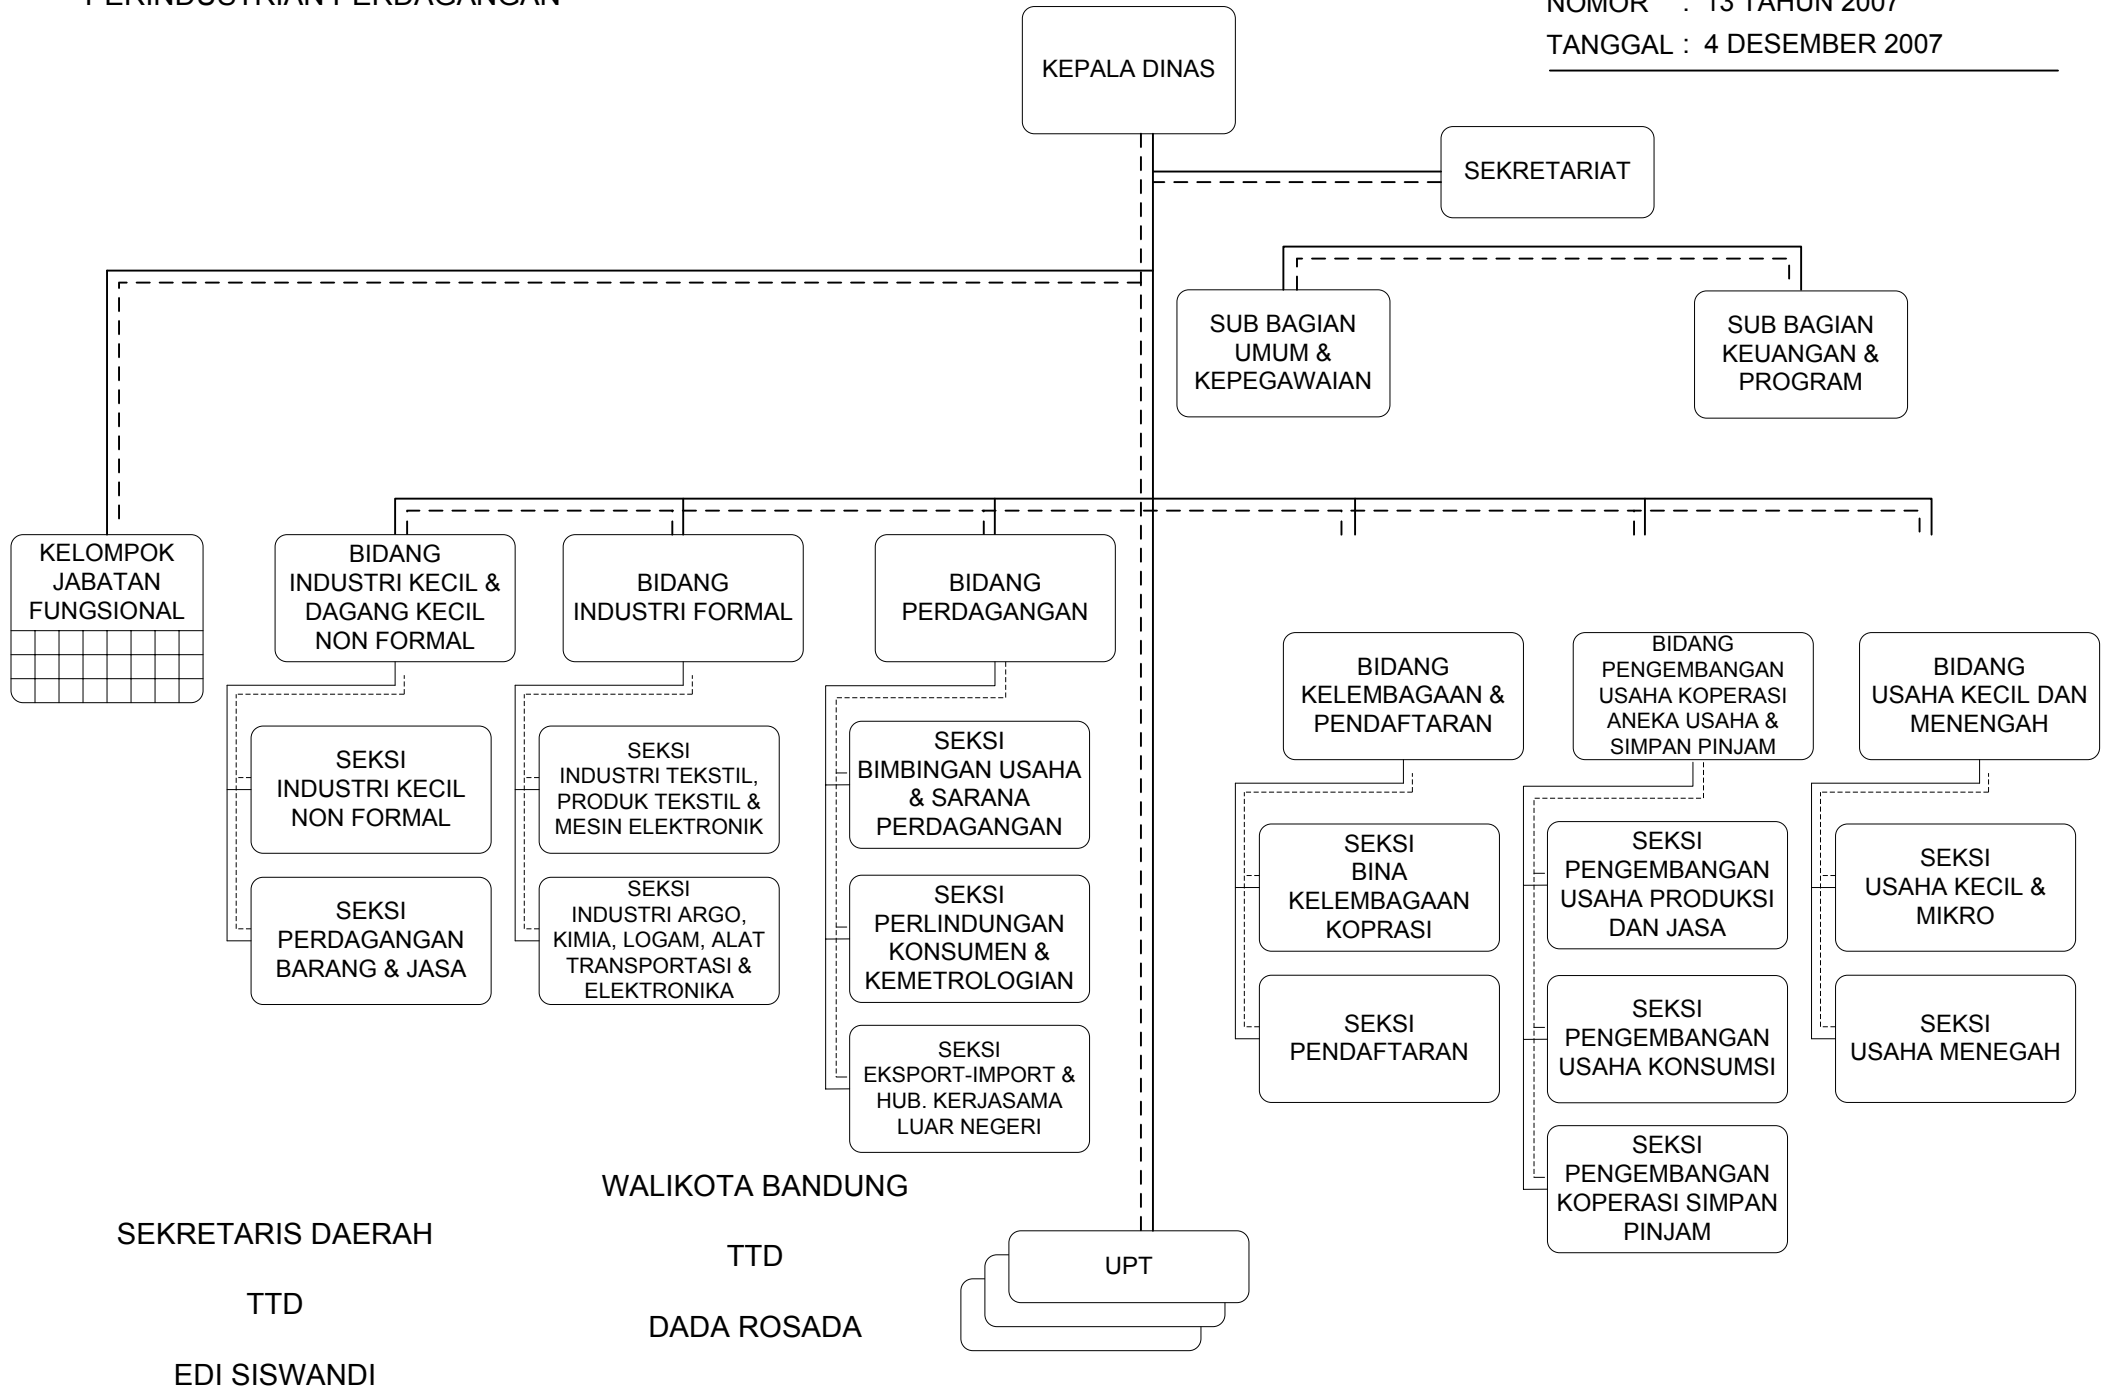 PERINDUSTRIAN PERDAGANGAN
NOMOR : 13 TAHUN 2007
TANGGAL : 4 DESEMBER 2007
KEPALA DINAS
SEKRETARIAT
SUB BAGIAN
UMUM &
KEPEGAWAIAN
SUB BAGIAN
KEUANGAN &
PROGRAM
KELOMPOK
JABATAN
FUNGSIONAL
BIDANG
INDUSTRI KECIL &
DAGANG KECIL
NON FORMAL
BIDANG
INDUSTRI FORMAL
BIDANG
PERDAGANGAN
BIDANG
KELEMBAGAAN &
PENDAFTARAN
BIDANG
PENGEMBANGAN
USAHA KOPERASI
ANEKA USAHA &
SIMPAN PINJAM
BIDANG
USAHA KECIL DAN
MENENGAH
SEKSI
INDUSTRI KECIL
NON FORMAL
SEKSI
PERDAGANGAN
BARANG & JASA
SEKSI
INDUSTRI TEKSTIL,
PRODUK TEKSTIL &
MESIN ELEKTRONIK
SEKSI
INDUSTRI ARGO,
KIMIA, LOGAM, ALAT
TRANSPORTASI &
ELEKTRONIKA
SEKSI
BIMBINGAN USAHA
& SARANA
PERDAGANGAN
SEKSI
PERLINDUNGAN
KONSUMEN &
KEMETROLOGIAN
SEKSI
EKSPORT-IMPORT &
HUB. KERJASAMA
LUAR NEGERI
SEKSI
BINA
KELEMBAGAAN
KOPRASI
SEKSI
PENDAFTARAN
SEKSI
PENGEMBANGAN
USAHA PRODUKSI
DAN JASA
SEKSI
PENGEMBANGAN
USAHA KONSUMSI
SEKSI
PENGEMBANGAN
KOPERASI SIMPAN
PINJAM
SEKSI
USAHA KECIL &
MIKRO
SEKSI
USAHA MENEGAH
UPT
WALIKOTA BANDUNG
TTD
DADA ROSADA
SEKRETARIS DAERAH
TTD
EDI SISWANDI